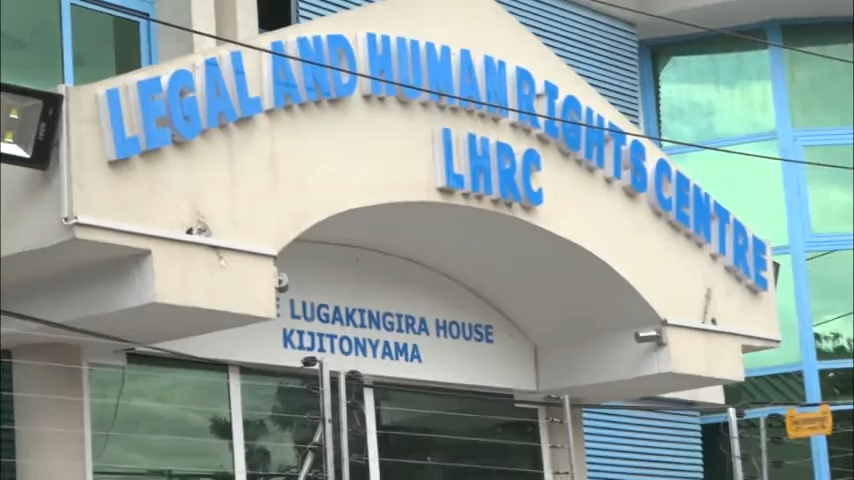 LEGAL AND HUMAN RIGHTS CENTRE
LHRC
LUGAKINGIRA HOUSE
KIJITONYAMA